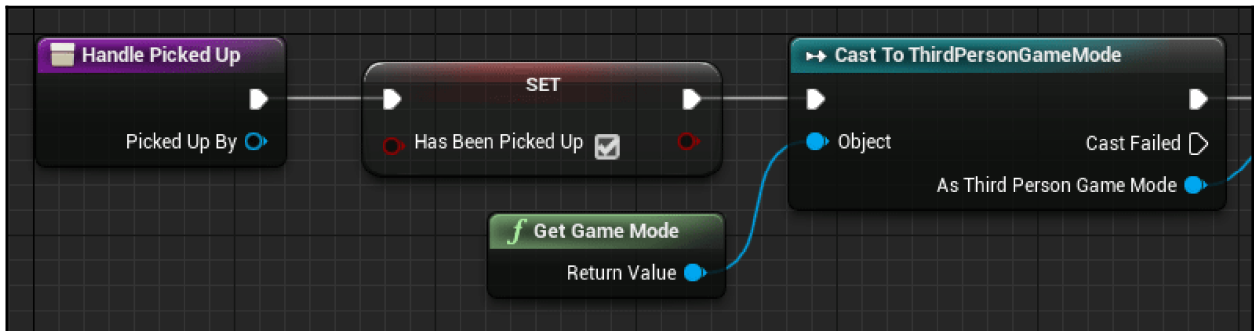 Handle Picked Up
Picked Up By
SET
Has Been Picked Up
f Get Game Mode
Return Value
Cast To ThirdPersonGameMode
Object
Cast Failed
As Third Person Game Mode